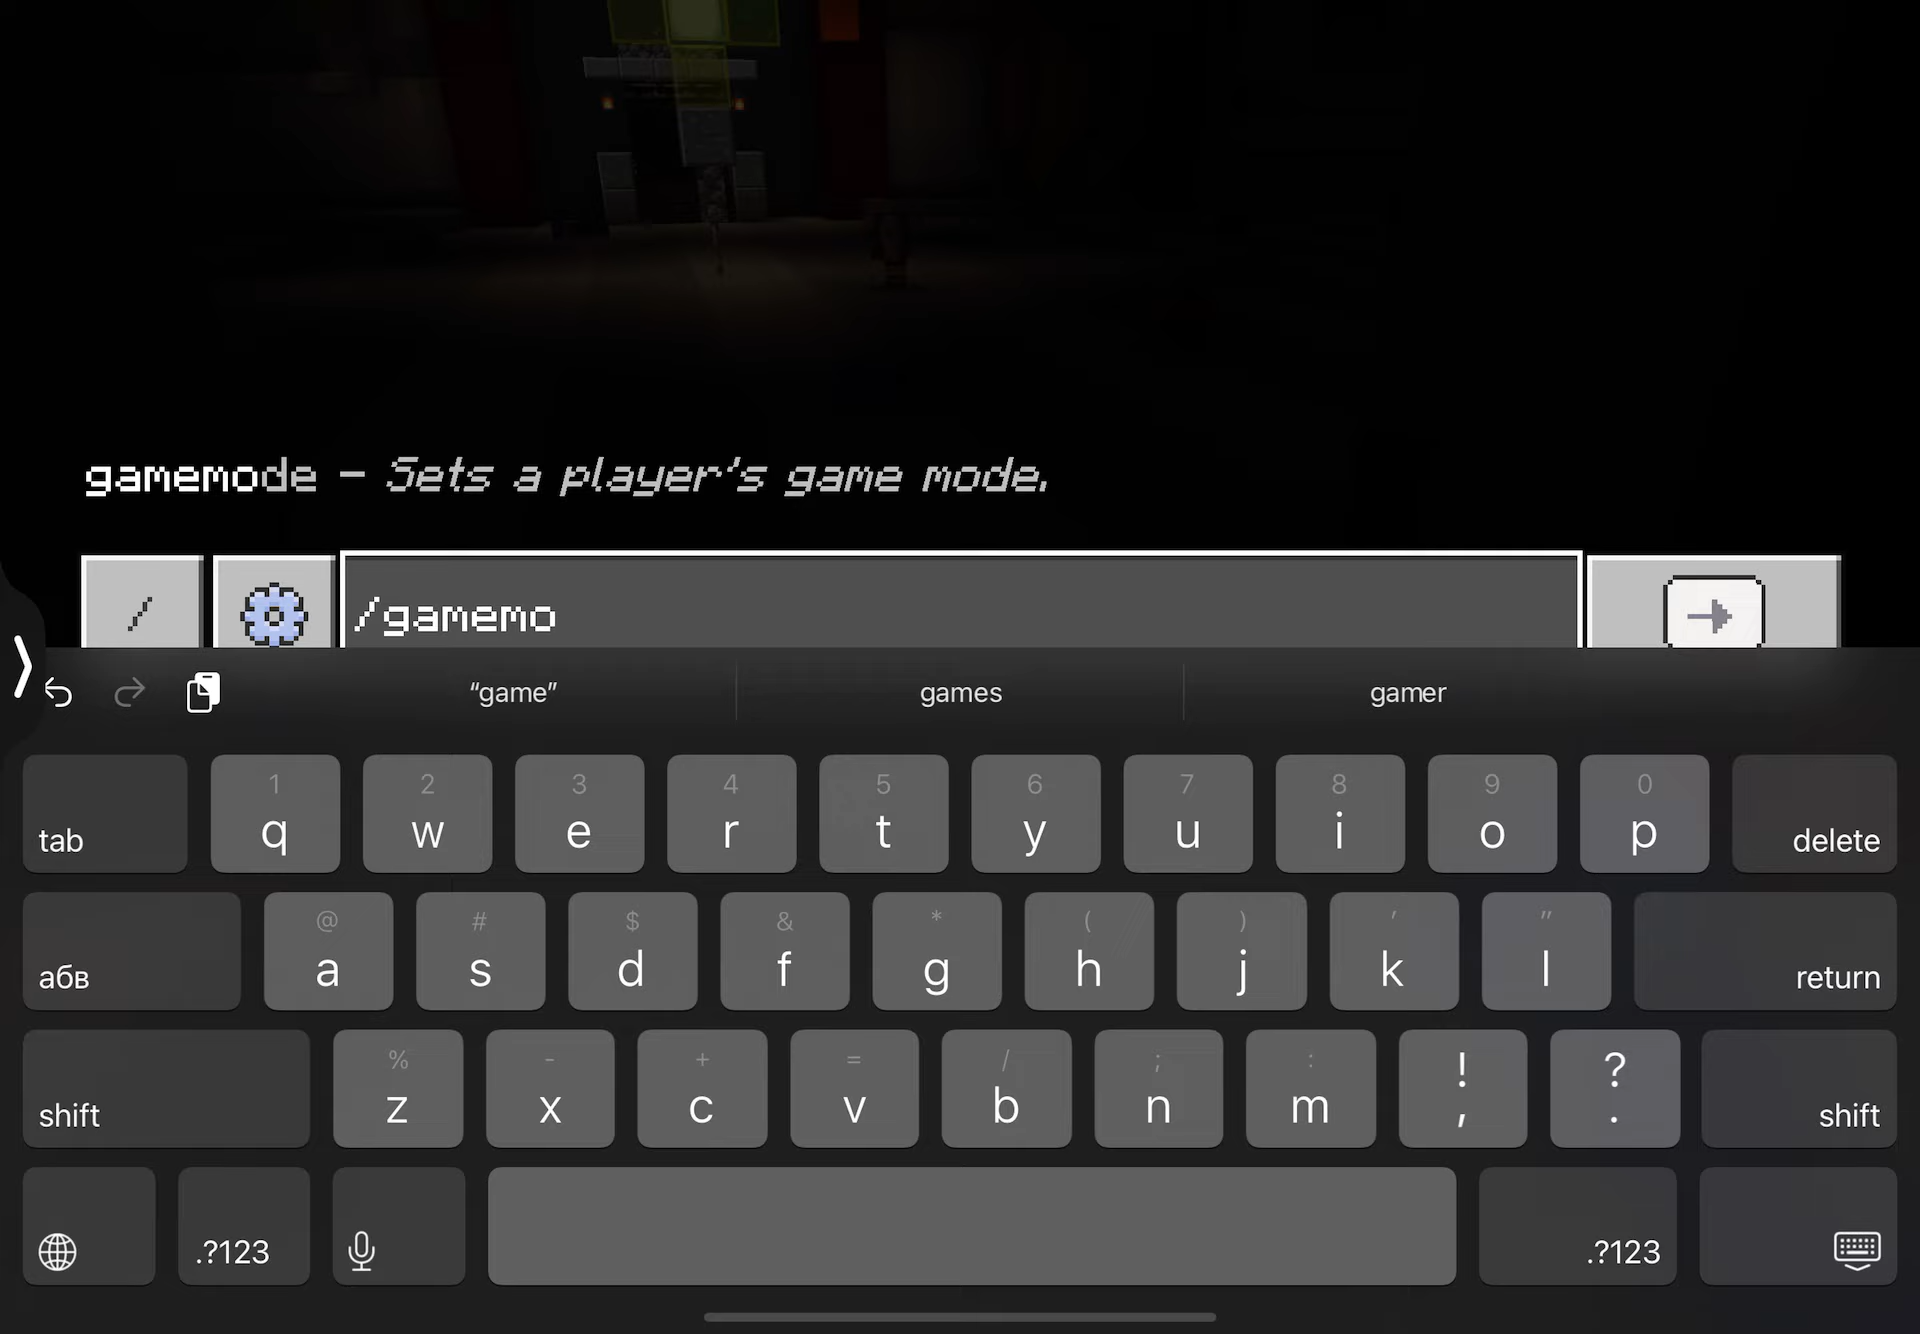 gamemode – Sets a player's game mode.
/ /gamemo
“game” games gamer
tab 1 q 2 w 3 e 4 r 5 t 6 y 7 u 8 i 9 o 0 p delete
абв @ a # s $ d & f * g ( h ) j ' k " l return
shift % z - x + c = v / b ; n : m ! , ? . shift
.?123 .?123